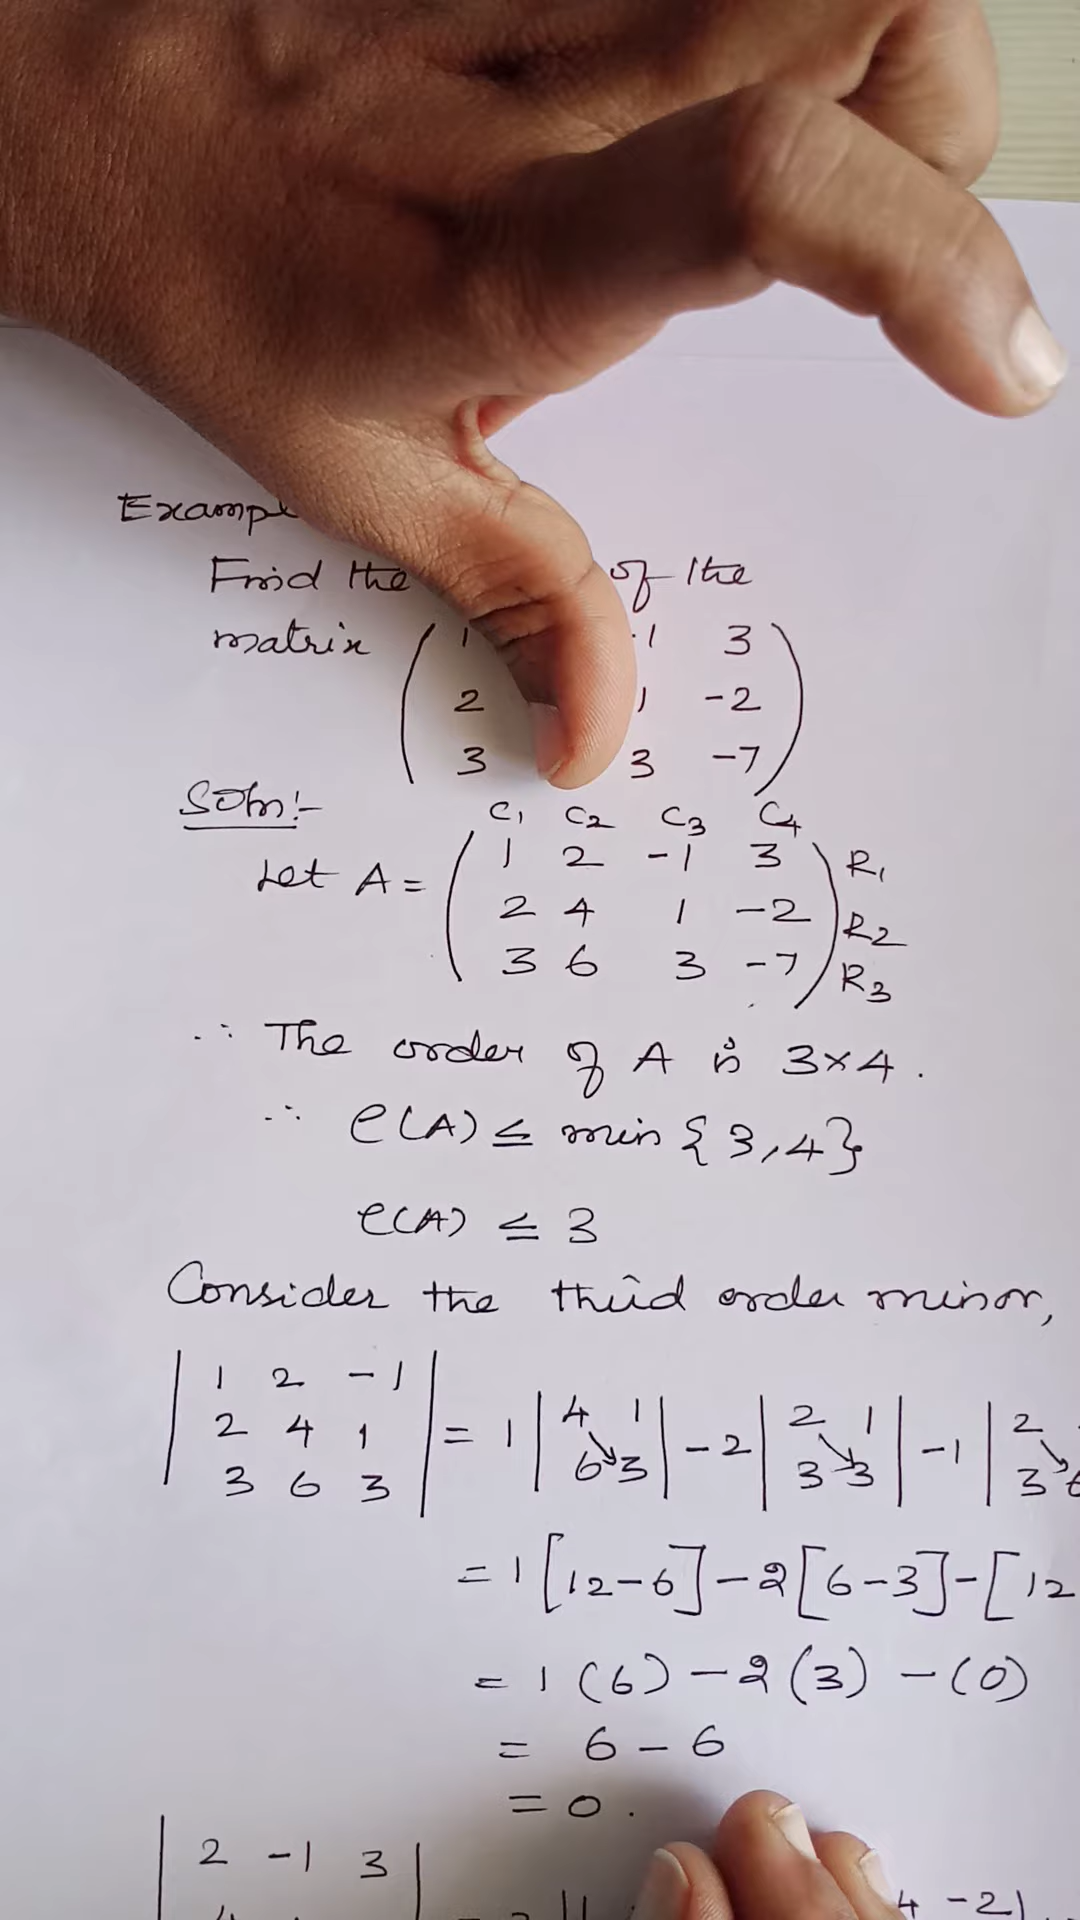 Find the of the
matrix ( 1 1 3
2 1 -2
3 3 -7 )
Soln:-
C1 C2 C3 C4
Let A = ( 1 2 -1 3 ) R1
2 4 1 -2 R2
3 6 3 -7 R3
∴ The order of A is 3×4.
∴ ρ(A) ≤ min {3,4}
ρ(A) ≤ 3
Consider the third order minor,
| 1 2 -1 |
| 2 4 1 | = 1 | 4 1 | -2 | 2 1 | -1 | 2
| 3 6 3 | | 6 3 | | 3 3 | | 3 6
= 1 [12-6] -2 [6-3] - [12
= 1 (6) - 2 (3) - (0)
= 6 - 6
= 0.
| 2 -1 3 |
4 -2 |